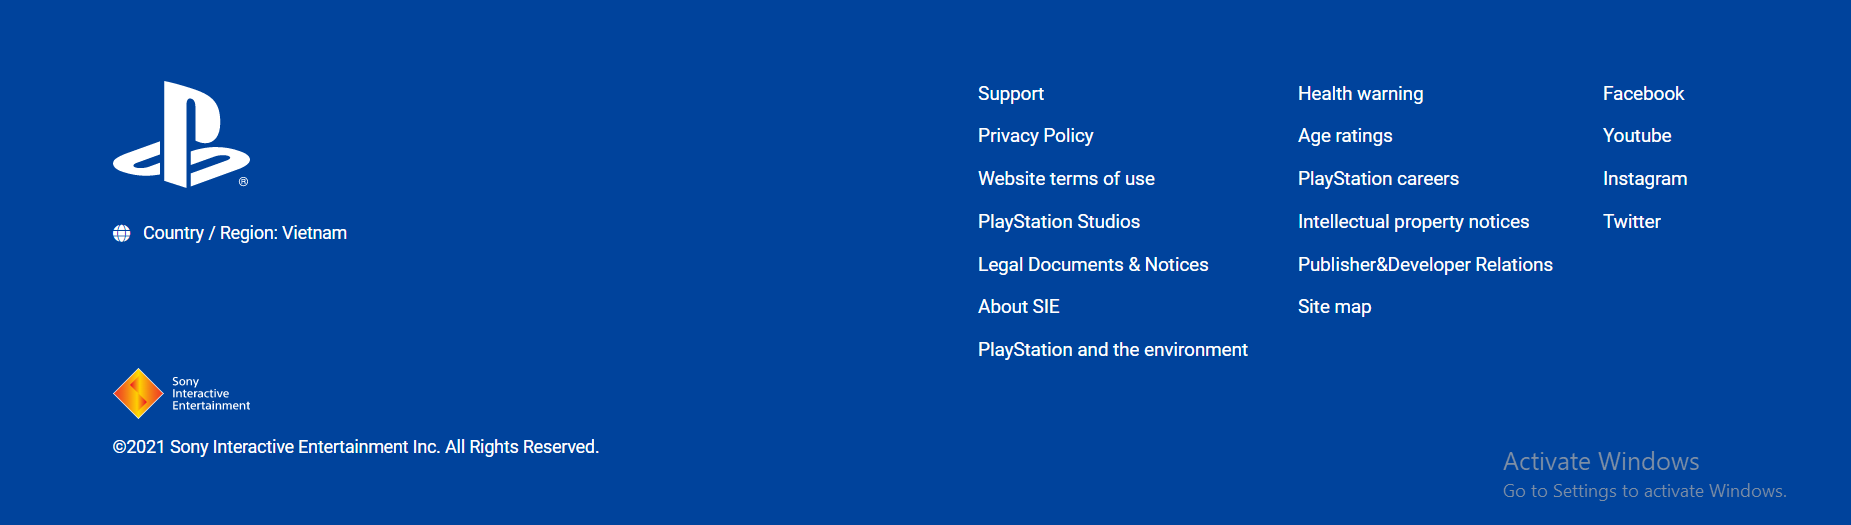 ®
Country / Region: Vietnam
Sony
Interactive
Entertainment
©2021 Sony Interactive Entertainment Inc. All Rights Reserved.
Support
Privacy Policy
Website terms of use
PlayStation Studios
Legal Documents & Notices
About SIE
PlayStation and the environment
Health warning
Age ratings
PlayStation careers
Intellectual property notices
Publisher&Developer Relations
Site map
Facebook
Youtube
Instagram
Twitter
Activate Windows
Go to Settings to activate Windows.